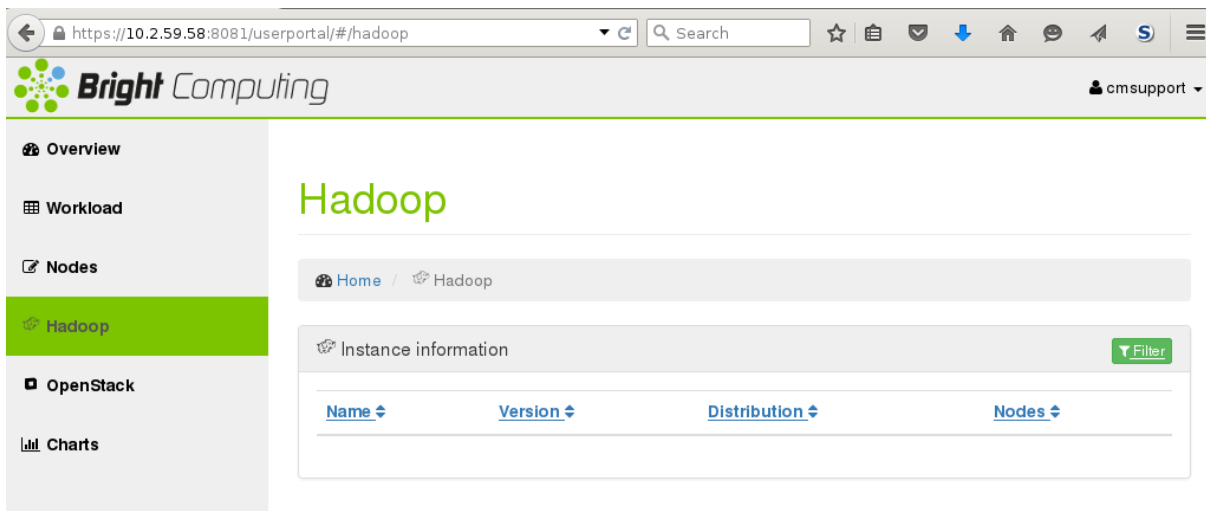 https://10.2.59.58:8081/userportal/#/hadoop
Search
S
Bright Computing
cmsupport
Overview
Workload
Nodes
Hadoop
OpenStack
Charts
Hadoop
Home / Hadoop
Instance information
Filter
Name Version Distribution Nodes